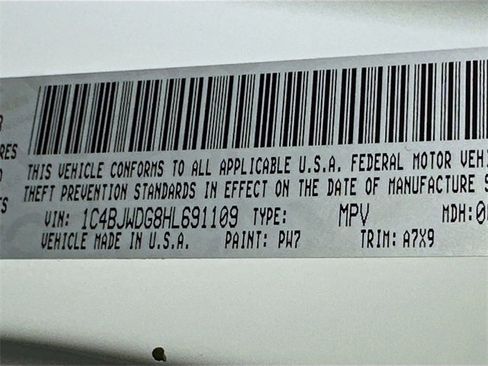 R
RES
D
TS
THIS VEHICLE CONFORMS TO ALL APPLICABLE U.S.A. FEDERAL MOTOR VEHI
THEFT PREVENTION STANDARDS IN EFFECT ON THE DATE OF MANUFACTURE S
VIN: 1C4BJWDG8HL691109 TYPE: MPV MDH:0
VEHICLE MADE IN U.S.A. PAINT: PW7 TRIM: A7X9